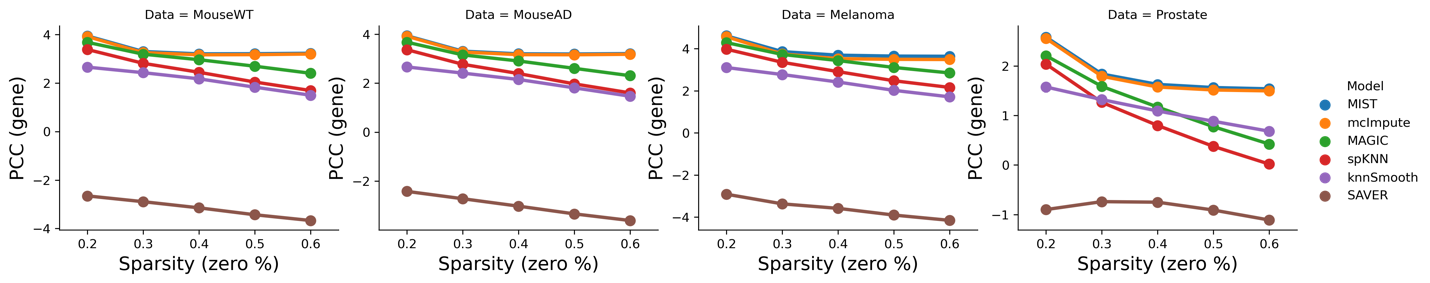 Data = MouseWT
4
2
0
−2
−4
PCC (gene)
0.2 0.3 0.4 0.5 0.6
Sparsity (zero %)
Data = MouseAD
4
2
0
−2
PCC (gene)
0.2 0.3 0.4 0.5 0.6
Sparsity (zero %)
Data = Melanoma
4
2
0
−2
−4
PCC (gene)
0.2 0.3 0.4 0.5 0.6
Sparsity (zero %)
Data = Prostate
2
1
0
−1
PCC (gene)
0.2 0.3 0.4 0.5 0.6
Sparsity (zero %)
Model
MIST
mcImpute
MAGIC
spKNN
knnSmooth
SAVER